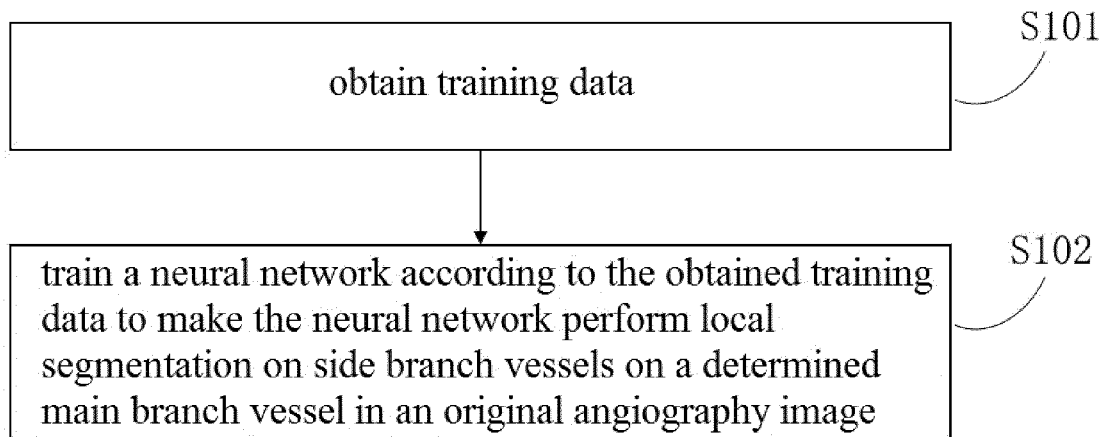 S101
obtain training data
S102
train a neural network according to the obtained training
data to make the neural network perform local
segmentation on side branch vessels on a determined
main branch vessel in an original angiography image